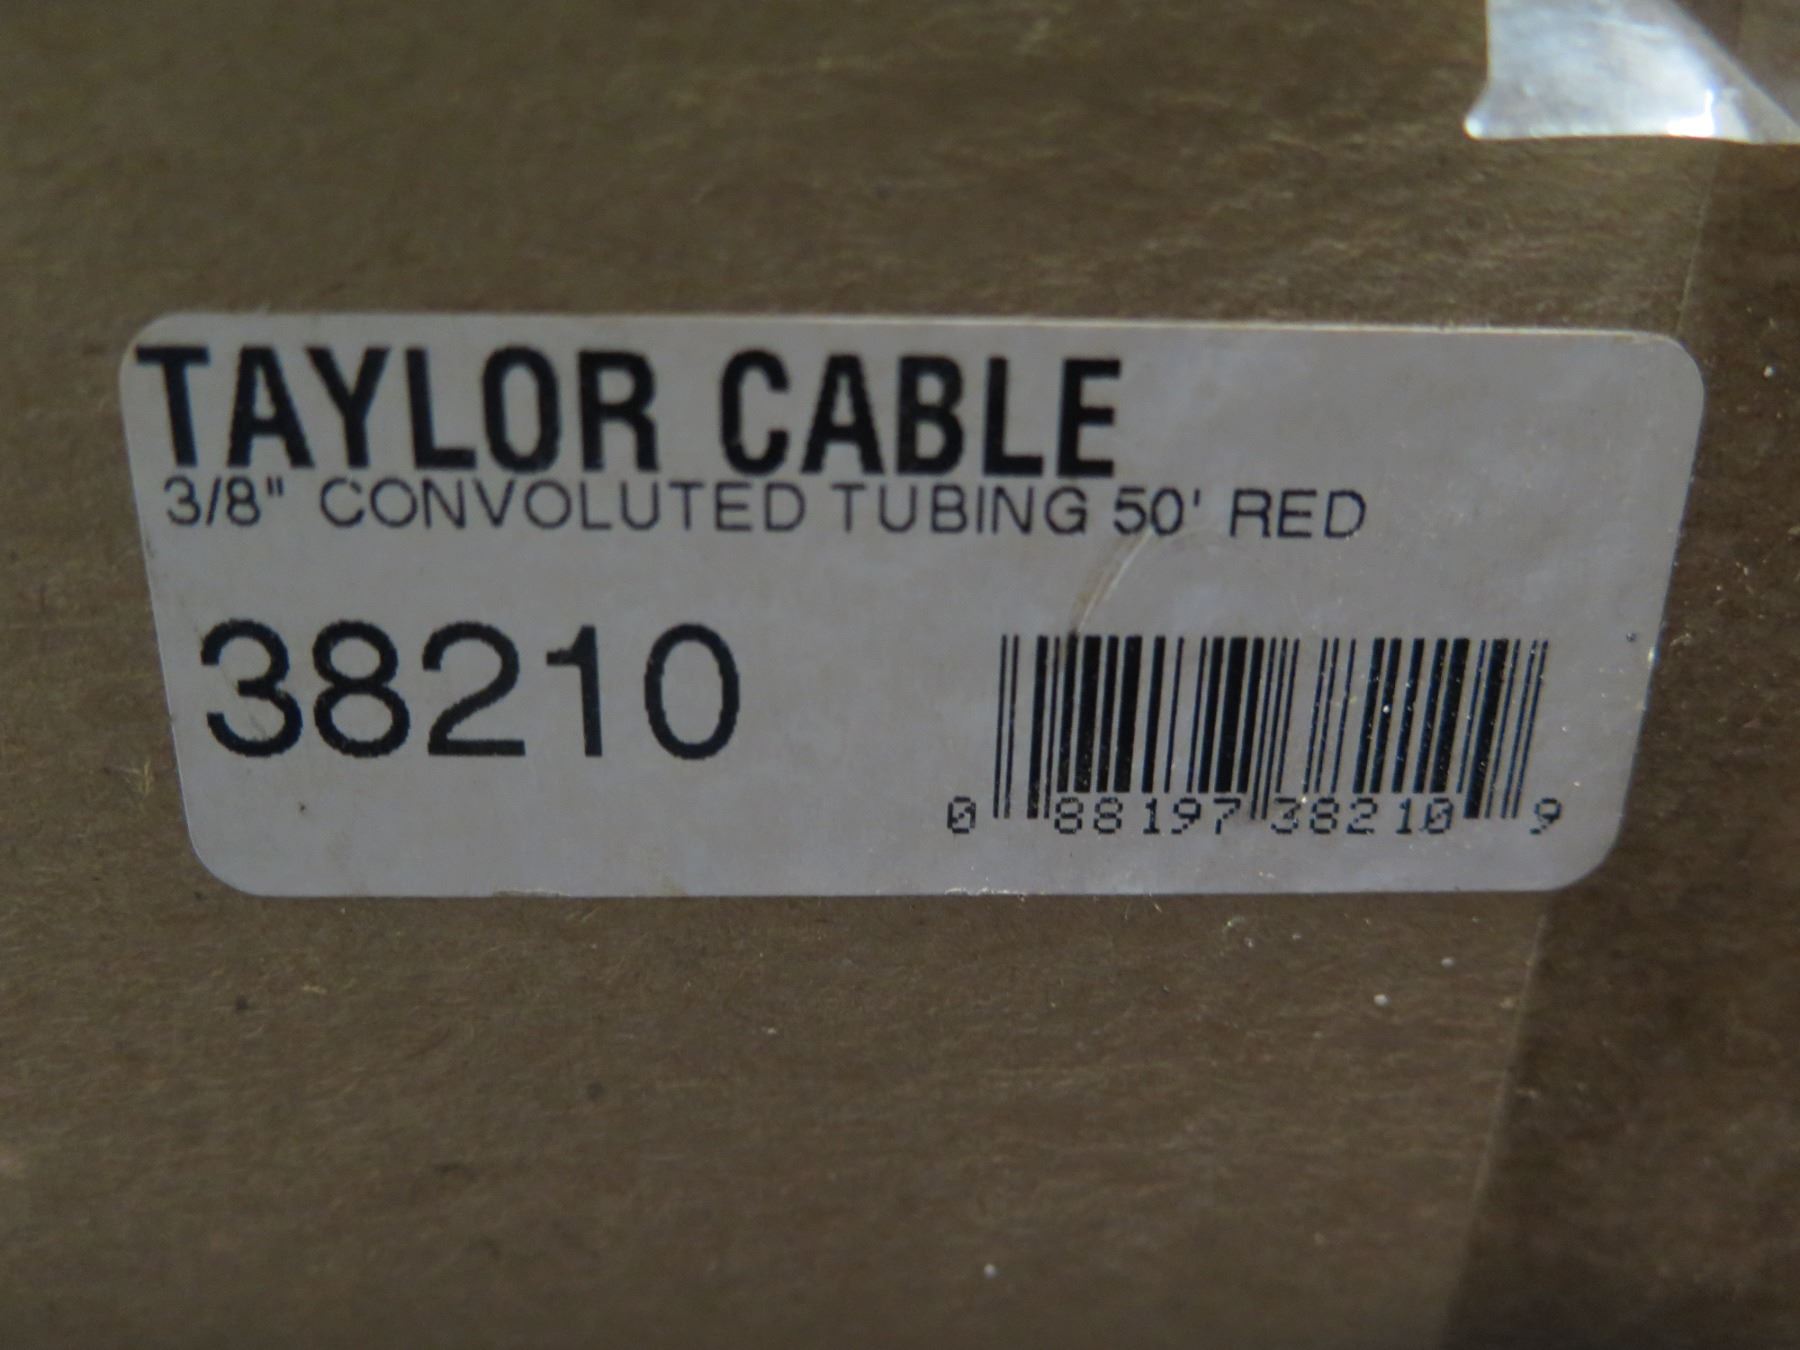 TAYLOR CABLE
3/8" CONVOLUTED TUBING 50' RED
38210
0 88197 38210 9